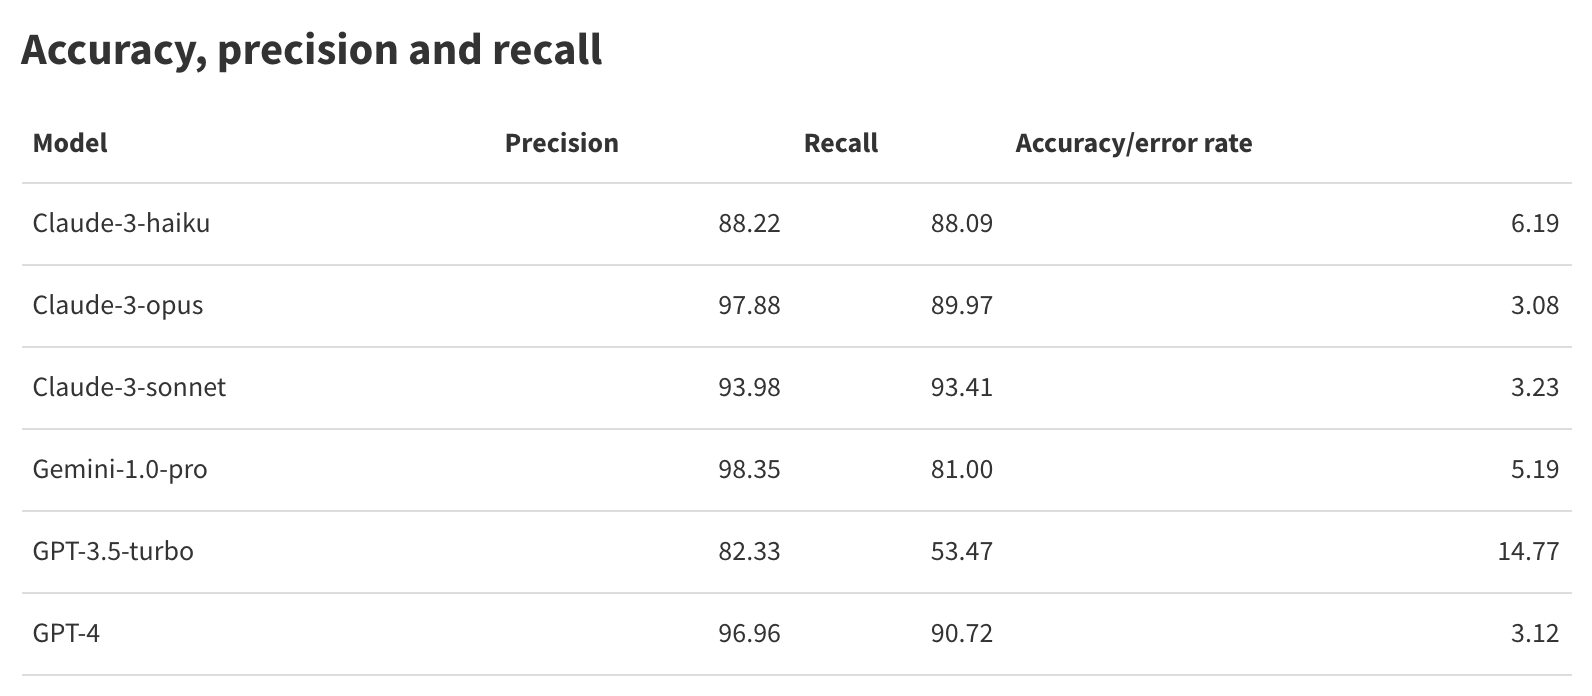 Accuracy, precision and recall
Model Precision Recall Accuracy/error rate
Claude-3-haiku 88.22 88.09 6.19
Claude-3-opus 97.88 89.97 3.08
Claude-3-sonnet 93.98 93.41 3.23
Gemini-1.0-pro 98.35 81.00 5.19
GPT-3.5-turbo 82.33 53.47 14.77
GPT-4 96.96 90.72 3.12